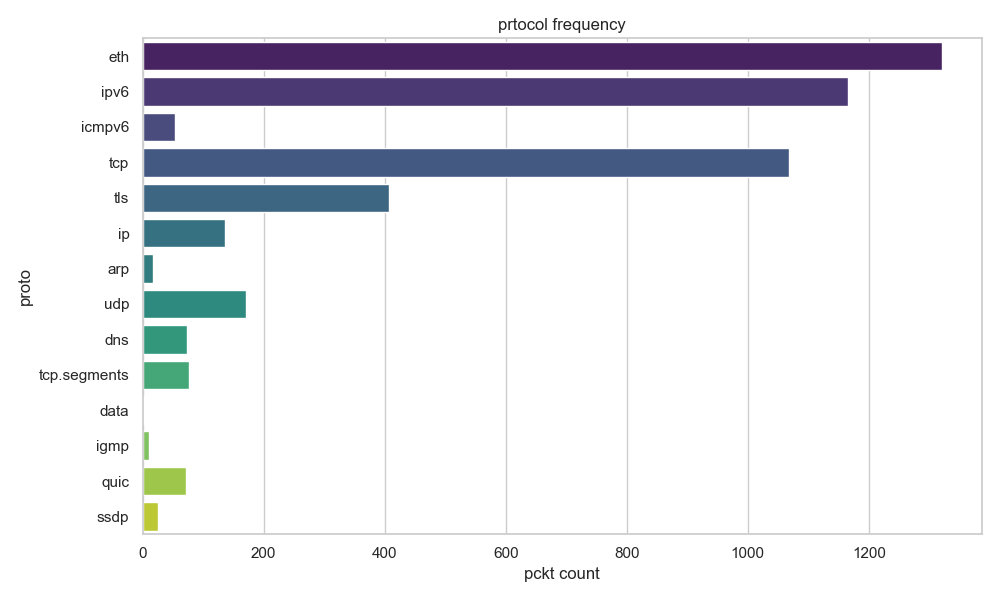 prtocol frequency
eth
ipv6
icmpv6
tcp
tls
ip
arp
udp
dns
tcp.segments
data
igmp
quic
ssdp
proto
0 200 400 600 800 1000 1200
pckt count